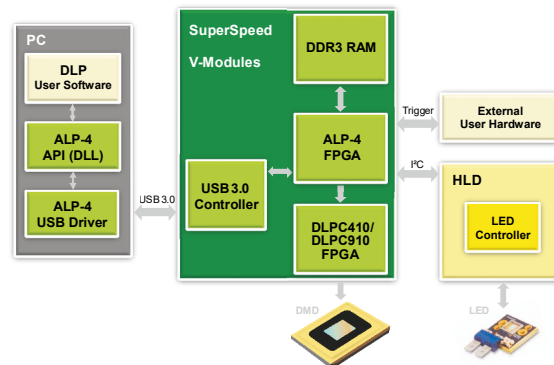 PC
DLP
User Software
ALP-4
API (DLL)
ALP-4
USB Driver
USB 3.0
SuperSpeed
V-Modules
DDR3 RAM
ALP-4
FPGA
USB 3.0
Controller
DLPC410/
DLPC910
FPGA
Trigger
External
User Hardware
I²C
HLD
LED
Controller
DMD
LED